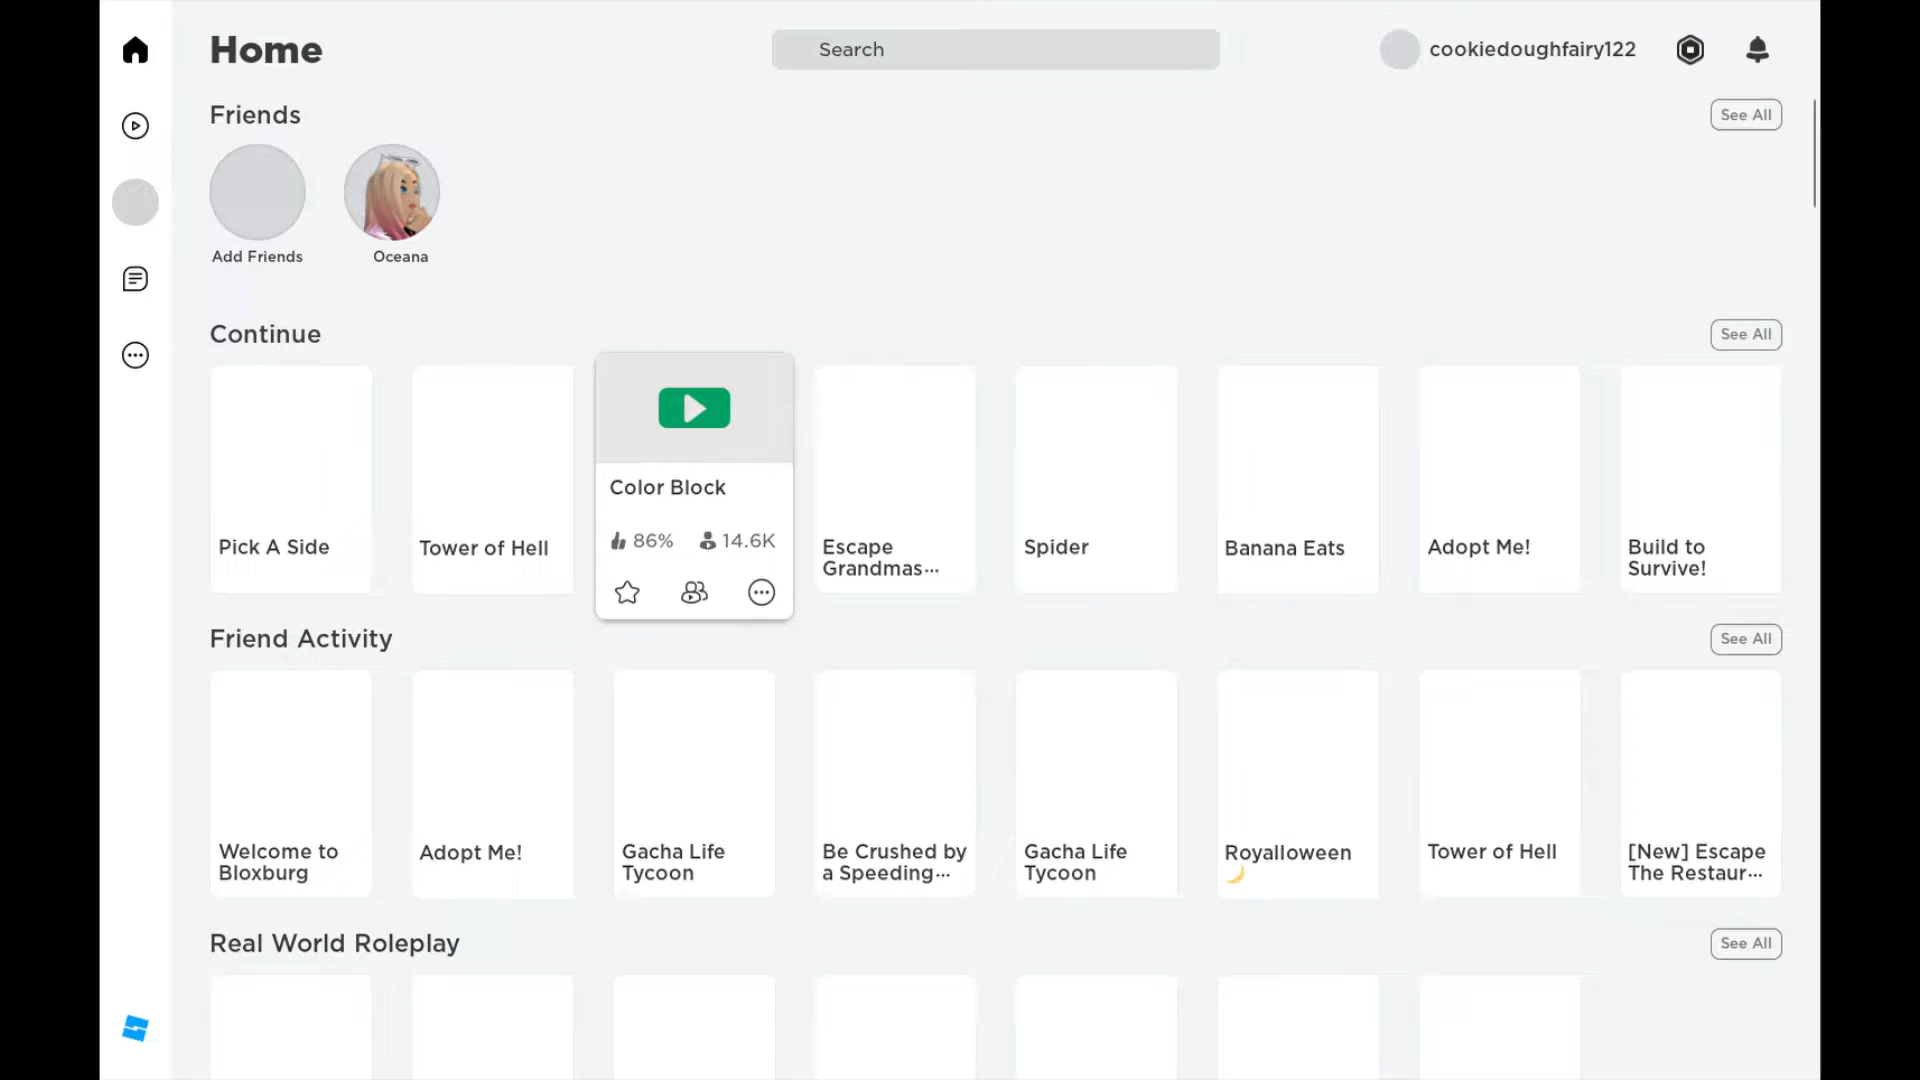 Home
Search
cookiedoughfairy122
Friends
See All
Add Friends
Oceana
Continue
See All
Pick A Side
Tower of Hell
Color Block
86%
14.6K
Escape
Grandmas...
Spider
Banana Eats
Adopt Me!
Build to
Survive!
Friend Activity
See All
Welcome to
Bloxburg
Adopt Me!
Gacha Life
Tycoon
Be Crushed by
a Speeding...
Gacha Life
Tycoon
Royalloween
🌙
Tower of Hell
[New] Escape
The Restaur...
Real World Roleplay
See All